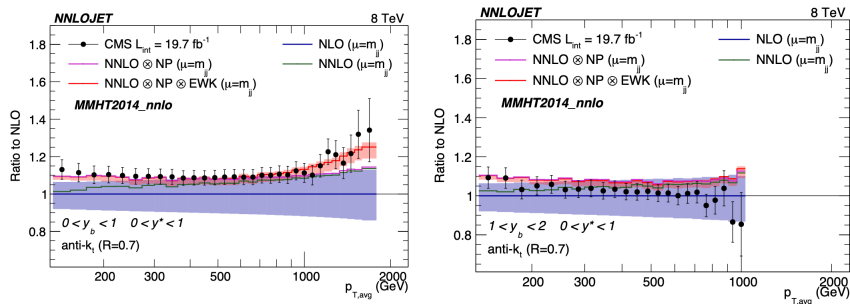 NNLOJET 8 TeV
1.8
CMS L_int = 19.7 fb⁻¹ NLO (μ=m_jj)
NNLO ⊗ NP (μ=m_jj) NNLO (μ=m_jj)
NNLO ⊗ NP ⊗ EWK (μ=m_jj)
1.6
MMHT2014_nnlo
1.4
Ratio to NLO
1.2
1
0.8
0 < y_b < 1 0 < y* < 1
anti-k_t (R=0.7)
200 300 400 1000 2000
p_T,avg (GeV)
NNLOJET 8 TeV
1.8
CMS L_int = 19.7 fb⁻¹ NLO (μ=m_jj)
NNLO ⊗ NP (μ=m_jj) NNLO (μ=m_jj)
NNLO ⊗ NP ⊗ EWK (μ=m_jj)
1.6
MMHT2014_nnlo
1.4
Ratio to NLO
1.2
1
0.8
1 < y_b < 2 0 < y* < 1
anti-k_t (R=0.7)
200 300 400 1000 2000
p_T,avg (GeV)